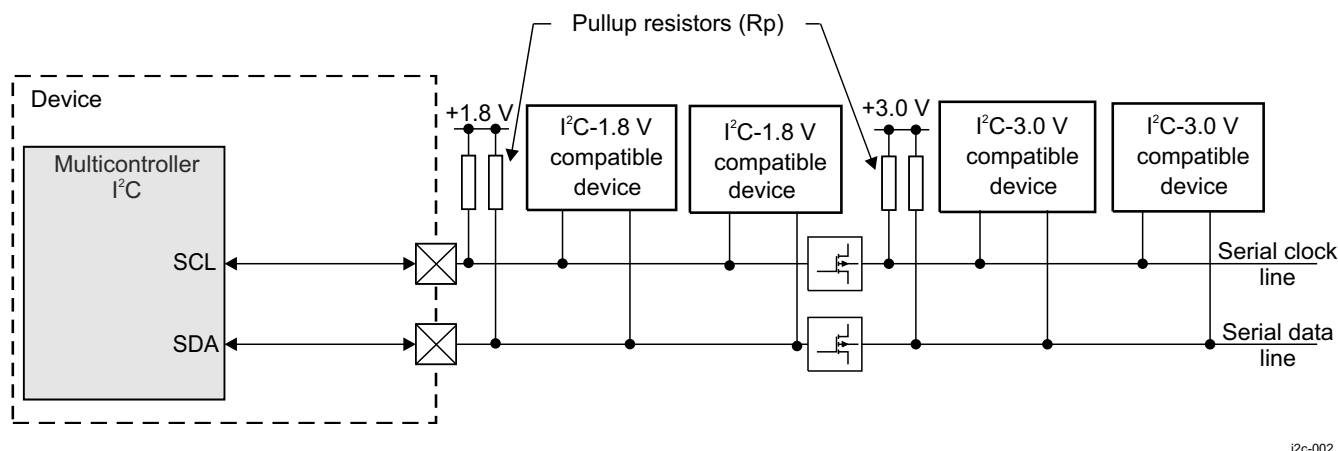 Pullup resistors (Rp)
Device
+1.8 V
I²C-1.8 V
compatible
device
I²C-1.8 V
compatible
device
+3.0 V
I²C-3.0 V
compatible
device
I²C-3.0 V
compatible
device
Multicontroller
I²C
SCL
SDA
Serial clock
line
Serial data
line
i2c-002